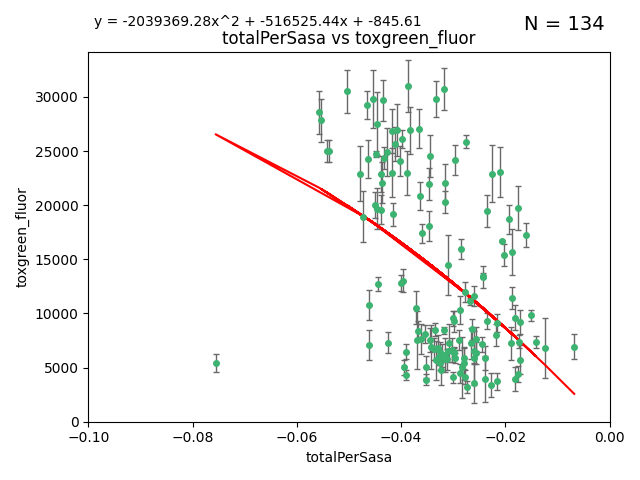 y = -2039369.28x^2 + -516525.44x + -845.61
N = 134
totalPerSasa vs toxgreen_fluor
toxgreen_fluor
30000
25000
20000
15000
10000
5000
0
−0.10
−0.08
−0.06
−0.04
−0.02
0.00
totalPerSasa